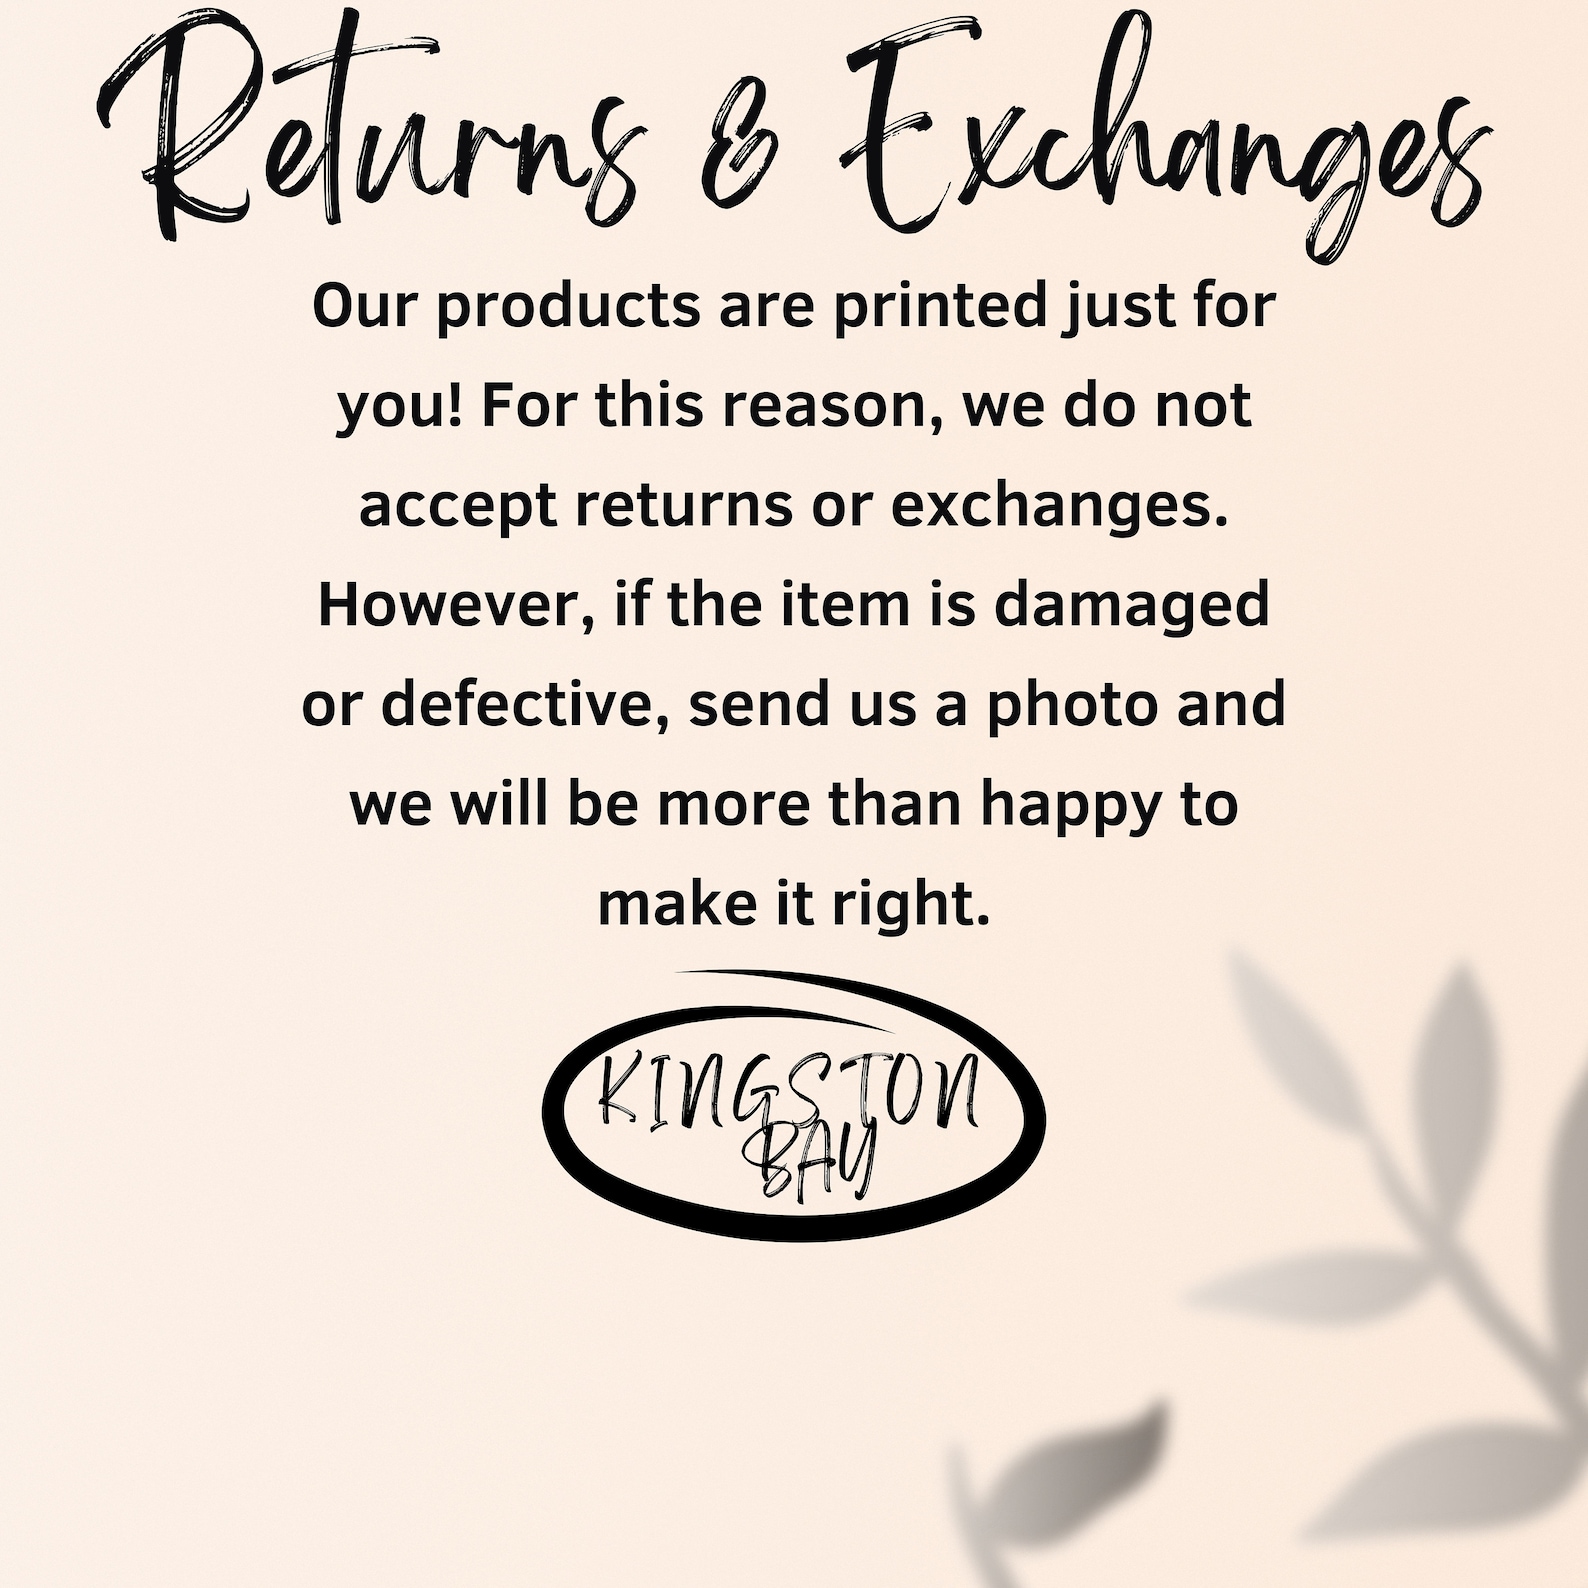 Returns & Exchanges
Our products are printed just for
you! For this reason, we do not
accept returns or exchanges.
However, if the item is damaged
or defective, send us a photo and
we will be more than happy to
make it right.
KINGSTON
BAY